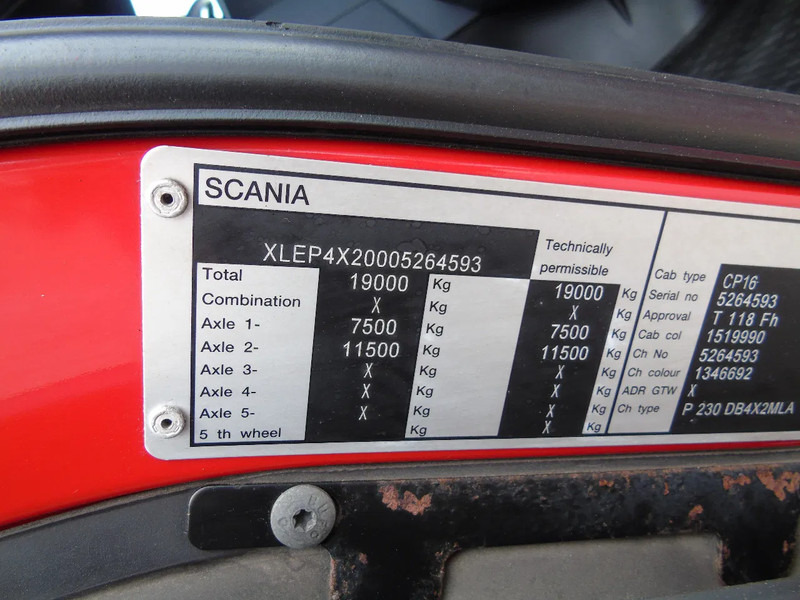 SCANIA
XLEP4X20005264593
Technically
permissible
Total 19000 Kg 19000 Kg
Combination X Kg X Kg
Axle 1- 7500 Kg 7500 Kg
Axle 2- 11500 Kg 11500 Kg
Axle 3- X Kg X Kg
Axle 4- X Kg X Kg
Axle 5- X Kg X Kg
5 th wheel Kg X Kg
Cab type CP16
Serial no 5264593
Approval T 118 Fh
Cab col 1519990
Ch No 5264593
Ch colour 1346692
ADR GTW X
Ch type P 230 DB4X2MLA